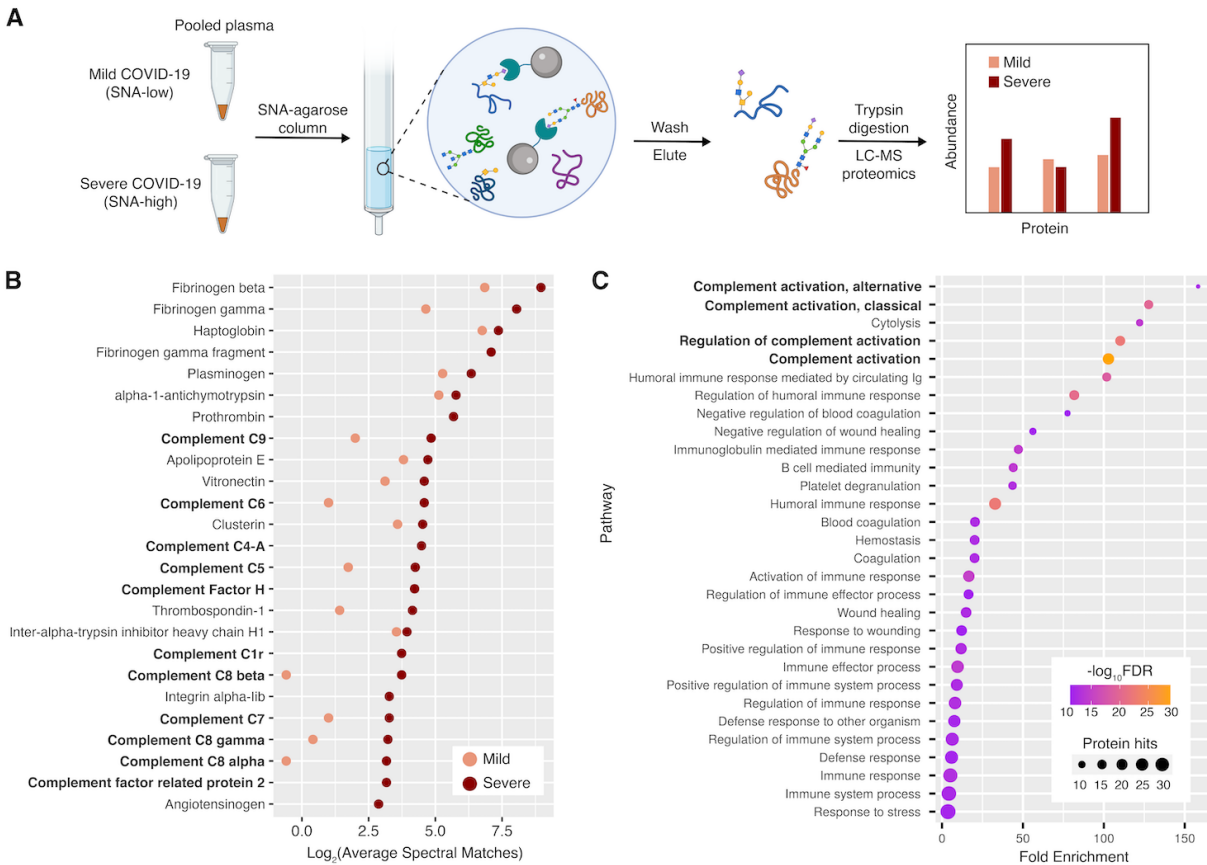 A
Pooled plasma
Mild COVID-19
(SNA-low)
Severe COVID-19
(SNA-high)
SNA-agarose
column
Wash
Elute
Trypsin
digestion
LC-MS
proteomics
Mild
Severe
Abundance
Protein
B
Fibrinogen beta
Fibrinogen gamma
Haptoglobin
Fibrinogen gamma fragment
Plasminogen
alpha-1-antichymotrypsin
Prothrombin
Complement C9
Apolipoprotein E
Vitronectin
Complement C6
Clusterin
Complement C4-A
Complement C5
Complement Factor H
Thrombospondin-1
Inter-alpha-trypsin inhibitor heavy chain H1
Complement C1r
Complement C8 beta
Integrin alpha-IIb
Complement C7
Complement C8 gamma
Complement C8 alpha
Complement factor related protein 2
Angiotensinogen
Mild
Severe
0.0 2.5 5.0 7.5
Log2(Average Spectral Matches)
C
Pathway
Complement activation, alternative
Complement activation, classical
Cytolysis
Regulation of complement activation
Complement activation
Humoral immune response mediated by circulating Ig
Regulation of humoral immune response
Negative regulation of blood coagulation
Negative regulation of wound healing
Immunoglobulin mediated immune response
B cell mediated immunity
Platelet degranulation
Humoral immune response
Blood coagulation
Hemostasis
Coagulation
Activation of immune response
Regulation of immune effector process
Wound healing
Response to wounding
Positive regulation of immune response
Immune effector process
Positive regulation of immune system process
Regulation of immune response
Defense response to other organism
Regulation of immune system process
Defense response
Immune response
Immune system process
Response to stress
-log10FDR
10 15 20 25 30
Protein hits
10 15 20 25 30
0 50 100 150
Fold Enrichment